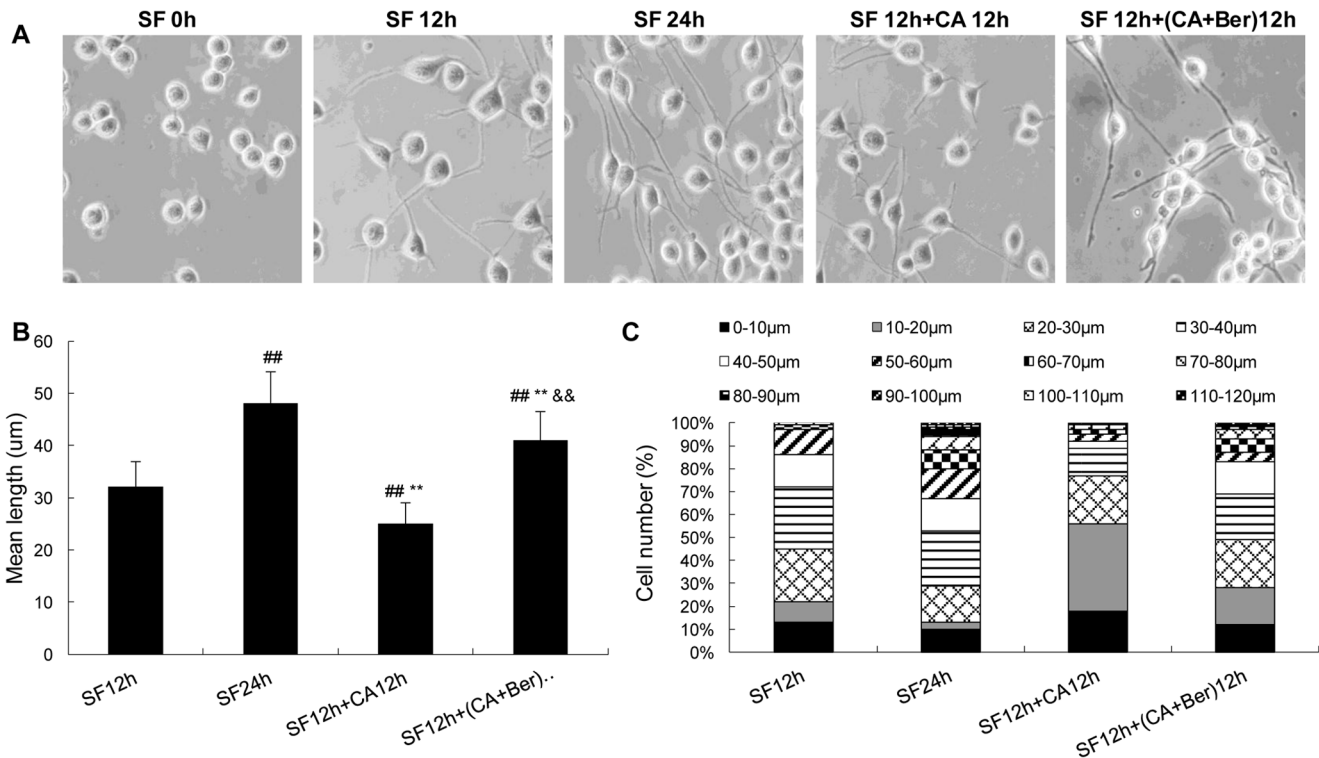 A
SF 0h
SF 12h
SF 24h
SF 12h+CA 12h
SF 12h+(CA+Ber)12h
B
Mean length (um)
60
50
40
30
20
10
0
##
## **
## ** &&
SF12h
SF24h
SF12h+CA12h
SF12h+(CA+Ber)..
C
0-10µm 10-20µm 20-30µm 30-40µm
40-50µm 50-60µm 60-70µm 70-80µm
80-90µm 90-100µm 100-110µm 110-120µm
Cell number (%)
100%
90%
80%
70%
60%
50%
40%
30%
20%
10%
0%
SF12h
SF24h
SF12h+CA12h
SF12h+(CA+Ber)12h